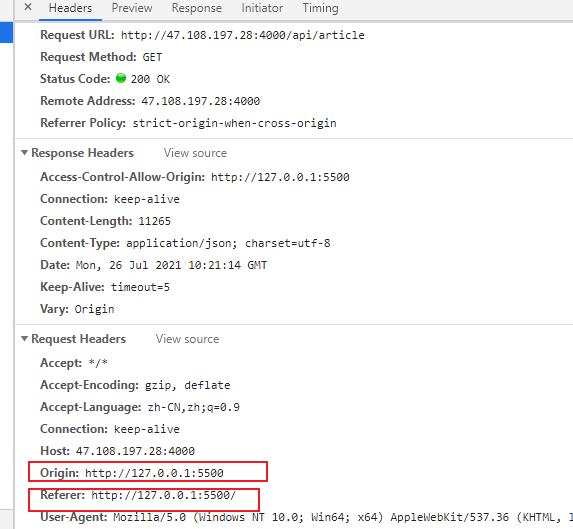 × Headers Preview Response Initiator Timing
Request URL: http://47.108.197.28:4000/api/article
Request Method: GET
Status Code: 200 OK
Remote Address: 47.108.197.28:4000
Referrer Policy: strict-origin-when-cross-origin
Response Headers View source
Access-Control-Allow-Origin: http://127.0.0.1:5500
Connection: keep-alive
Content-Length: 11265
Content-Type: application/json; charset=utf-8
Date: Mon, 26 Jul 2021 10:21:14 GMT
Keep-Alive: timeout=5
Vary: Origin
Request Headers View source
Accept: */*
Accept-Encoding: gzip, deflate
Accept-Language: zh-CN,zh;q=0.9
Connection: keep-alive
Host: 47.108.197.28:4000
Origin: http://127.0.0.1:5500
Referer: http://127.0.0.1:5500/
User-Agent: Mozilla/5.0 (Windows NT 10.0; Win64; x64) AppleWebKit/537.36 (KHTML,